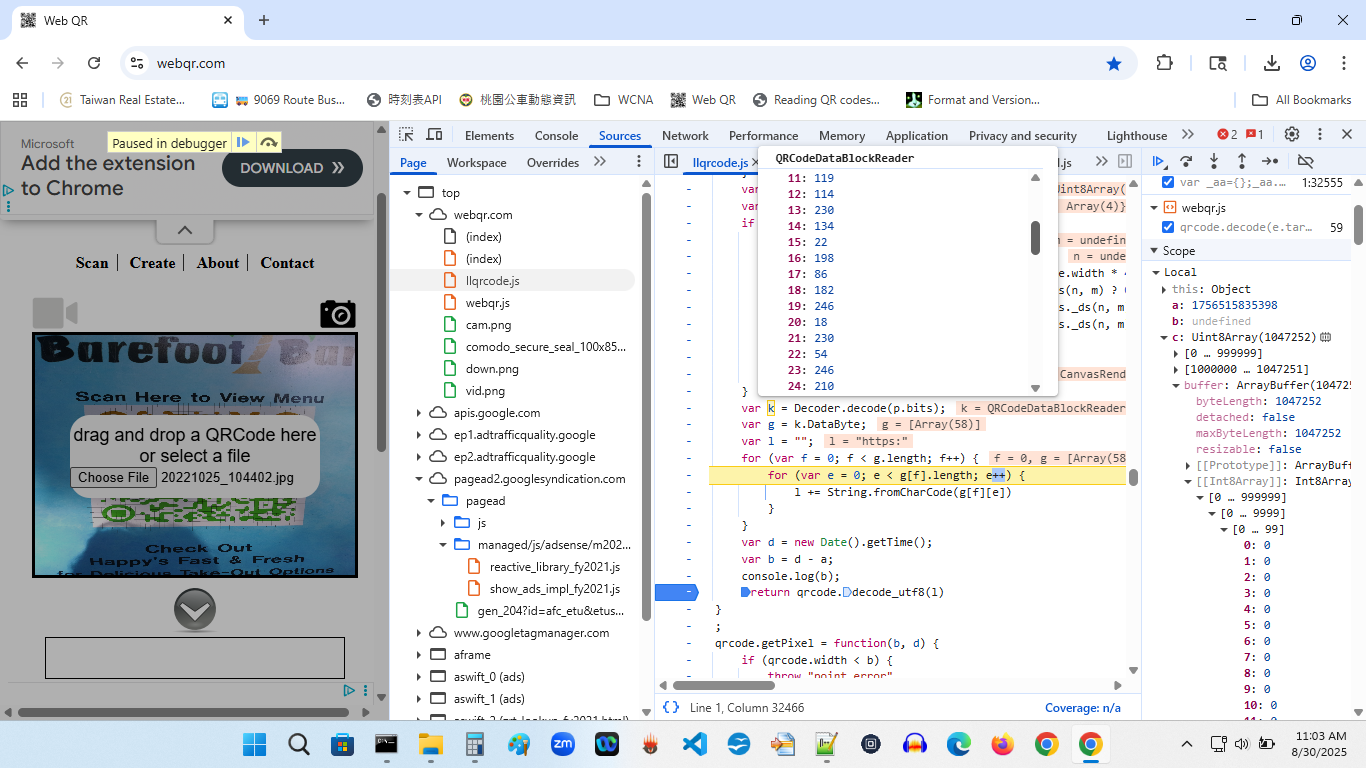 Web QR
webqr.com
Taiwan Real Estate...
9069 Route Bus...
時刻表API
桃園公車動態資訊
WCNA
Web QR
Reading QR codes...
Format and Version...
All Bookmarks
Microsoft
Add the extension
to Chrome
DOWNLOAD
Paused in debugger
Scan
Create
About
Contact
Barefoot Bar
Scan Here to View Menu
drag and drop a QRCode here
or select a file
Choose File 20221025_104402.jpg
Check Out
Happy's Fast & Fresh
for Delicious Take-Out Options
Elements
Console
Sources
Network
Performance
Memory
Application
Privacy and security
Lighthouse
2
1
Page
Workspace
Overrides
top
webqr.com
(index)
(index)
llqrcode.js
webqr.js
cam.png
comodo_secure_seal_100x85...
down.png
vid.png
apis.google.com
ep1.adtrafficquality.google
ep2.adtrafficquality.google
pagead2.googlesyndication.com
pagead
js
managed/js/adsense/m202...
reactive_library_fy2021.js
show_ads_impl_fy2021.js
gen_204?id=afc_etu&etus...
www.googletagmanager.com
aframe
aswift_0 (ads)
aswift_1 (ads)
llqrcode.js
QRCodeDataBlockReader
11: 119
12: 114
13: 230
14: 134
15: 22
16: 198
17: 86
18: 182
19: 246
20: 18
21: 230
22: 54
23: 246
24: 210
var
var
if
}
var k = Decoder.decode(p.bits); k = QRCodeDataBlockReader
var g = k.DataByte; g = [Array(58)]
var l = ""; l = "https:"
for (var f = 0; f < g.length; f++) { f = 0, g = [Array(58
for (var e = 0; e < g[f].length; e++) {
l += String.fromCharCode(g[f][e])
}
}
var d = new Date().getTime();
var b = d - a;
console.log(b);
return qrcode.decode_utf8(l)
}
;
qrcode.getPixel = function(b, d) {
if (qrcode.width < b) {
throw "point error"
{} Line 1, Column 32466
Coverage: n/a
var _aa={};_aa....
1:32555
webqr.js
qrcode.decode(e.tar...
59
Scope
Local
this: Object
a: 1756515835398
b: undefined
c: Uint8Array(1047252)
[0 … 999999]
[1000000 … 1047251]
buffer: ArrayBuffer(10472
byteLength: 1047252
detached: false
maxByteLength: 1047252
resizable: false
[[Prototype]]: ArrayBuff
[[Int8Array]]: Int8Array
[0 … 999999]
[0 … 9999]
[0 … 99]
0: 0
1: 0
2: 0
3: 0
4: 0
5: 0
6: 0
7: 0
8: 0
9: 0
10: 0
11:03 AM
8/30/2025